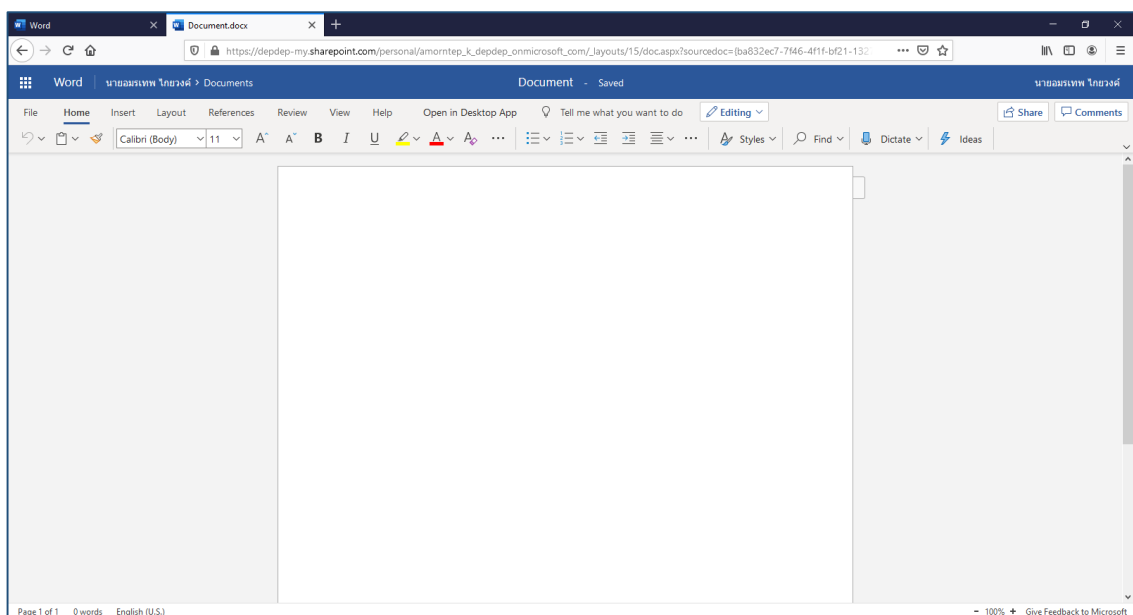 Word Document.docx
https://depdep-my.sharepoint.com/personal/amorntep_k_depdep_onmicrosoft_com/_layouts/15/doc.aspx?sourcedoc={ba832ec7-7f46-4f1f-bf21-132
Word นายอมรเทพ ไกยวงค์ > Documents Document - Saved นายอมรเทพ ไกยวงค์
File Home Insert Layout References Review View Help Open in Desktop App Tell me what you want to do Editing Share Comments
Calibri (Body) 11 A A B I U A A Styles Find Dictate Ideas
Page 1 of 1 0 words English (U.S.) - 100% + Give Feedback to Microsoft